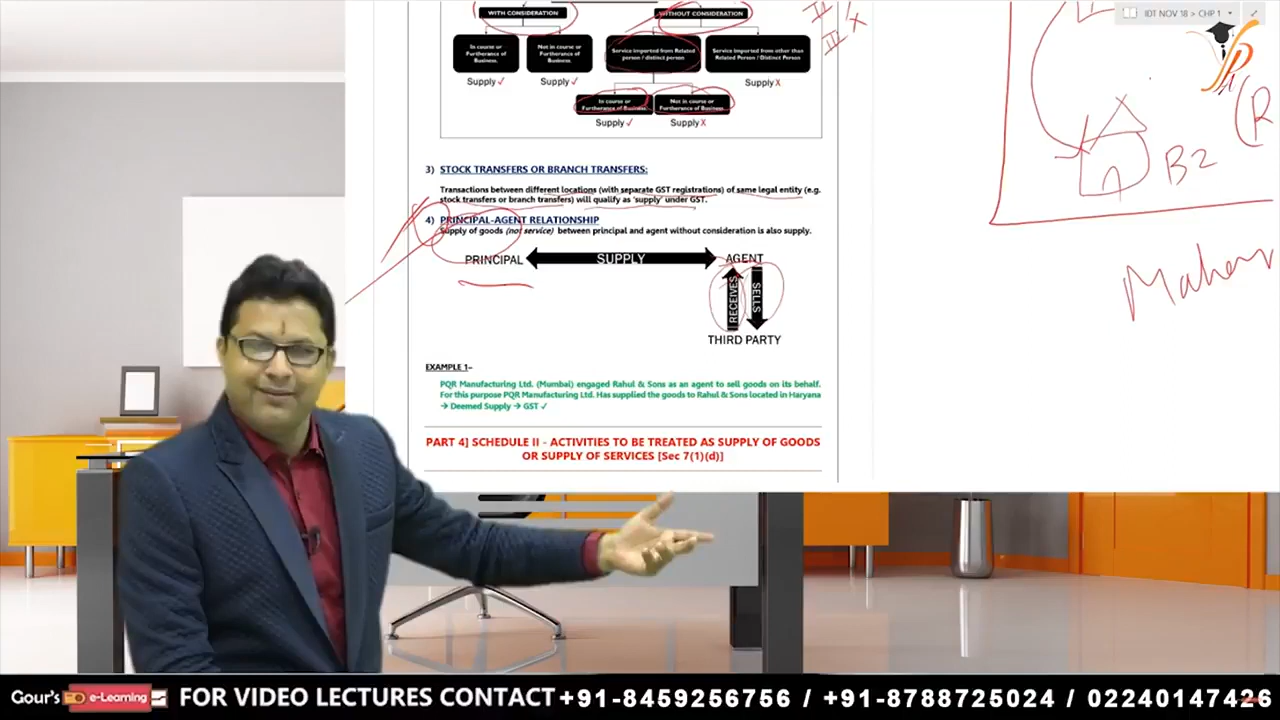 WITH CONSIDERATION
WITHOUT CONSIDERATION
IDT NOV 18 > CHP 1
In course or
Furtherance of
Business.
Not in course or
Furtherance of
Business.
Service imported from Related
person / distinct person
Service imported from other than
Related Person / Distinct Person
Supply ✓
Supply ✓
Supply X
In course or
Furtherance of Business.
Not in course or
Furtherance of Business.
Supply ✓
Supply X
B2
(R
3) STOCK TRANSFERS OR BRANCH TRANSFERS:
Transactions between different locations (with separate GST registrations) of same legal entity (e.g.
stock transfers or branch transfers) will qualify as 'supply' under GST.
4) PRINCIPAL-AGENT RELATIONSHIP
Supply of goods (not service) between principal and agent without consideration is also supply.
PRINCIPAL
SUPPLY
AGENT
RECEIVES
SELLS
THIRD PARTY
EXAMPLE 1–
PQR Manufacturing Ltd. (Mumbai) engaged Rahul & Sons as an agent to sell goods on its behalf.
For this purpose PQR Manufacturing Ltd. Has supplied the goods to Rahul & Sons located in Haryana
→ Deemed Supply → GST ✓
PART 4] SCHEDULE II - ACTIVITIES TO BE TREATED AS SUPPLY OF GOODS
OR SUPPLY OF SERVICES [Sec 7(1)(d)]
Gour's e-Learning FOR VIDEO LECTURES CONTACT +91-8459256756 / +91-8788725024 / 02240147426